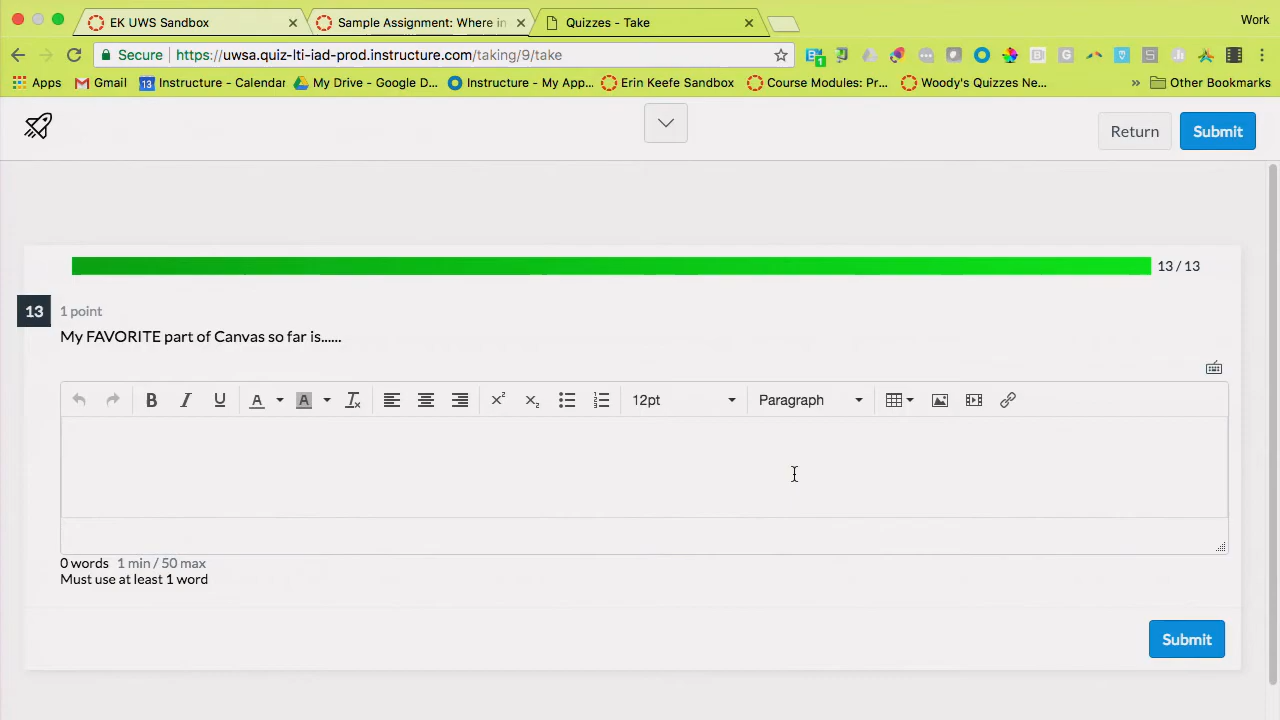 EK UWS Sandbox
Sample Assignment: Where in
Quizzes - Take
Work
Secure
https://uwsa.quiz-lti-iad-prod.instructure.com/taking/9/take
Apps
Gmail
Instructure - Calendar
My Drive - Google D...
Instructure - My App...
Erin Keefe Sandbox
Course Modules: Pr...
Woody's Quizzes Ne...
»
Other Bookmarks
Return
Submit
13 / 13
13
1 point
My FAVORITE part of Canvas so far is......
12pt
Paragraph
0 words 1 min / 50 max
Must use at least 1 word
Submit